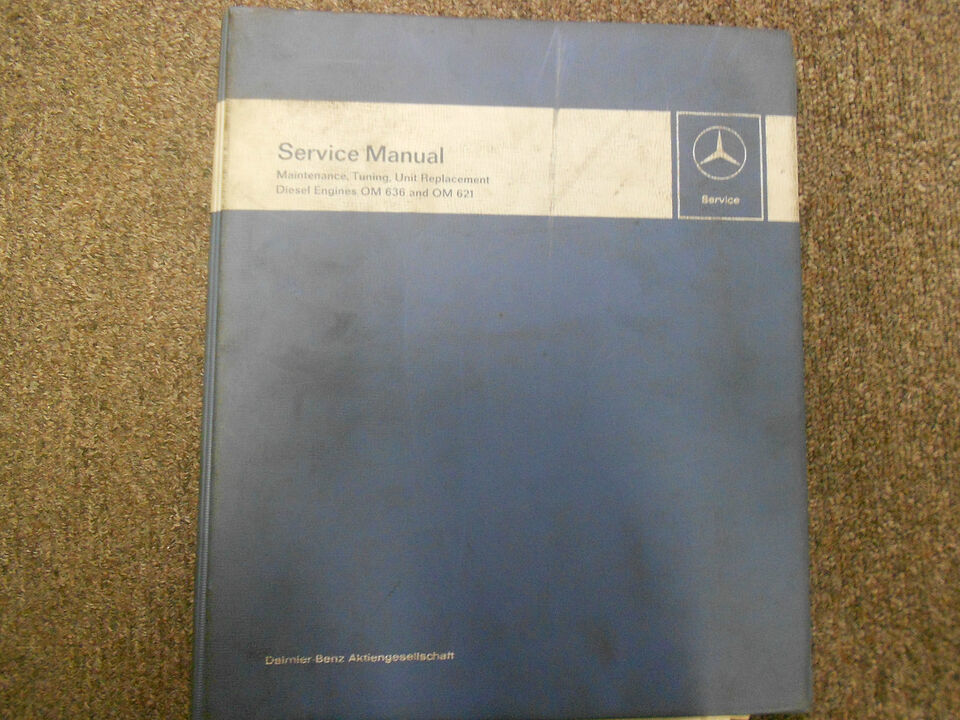 Service Manual
Maintenance, Tuning, Unit Replacement
Diesel Engines OM 636 and OM 621
Service
Daimler-Benz Aktiengesellschaft